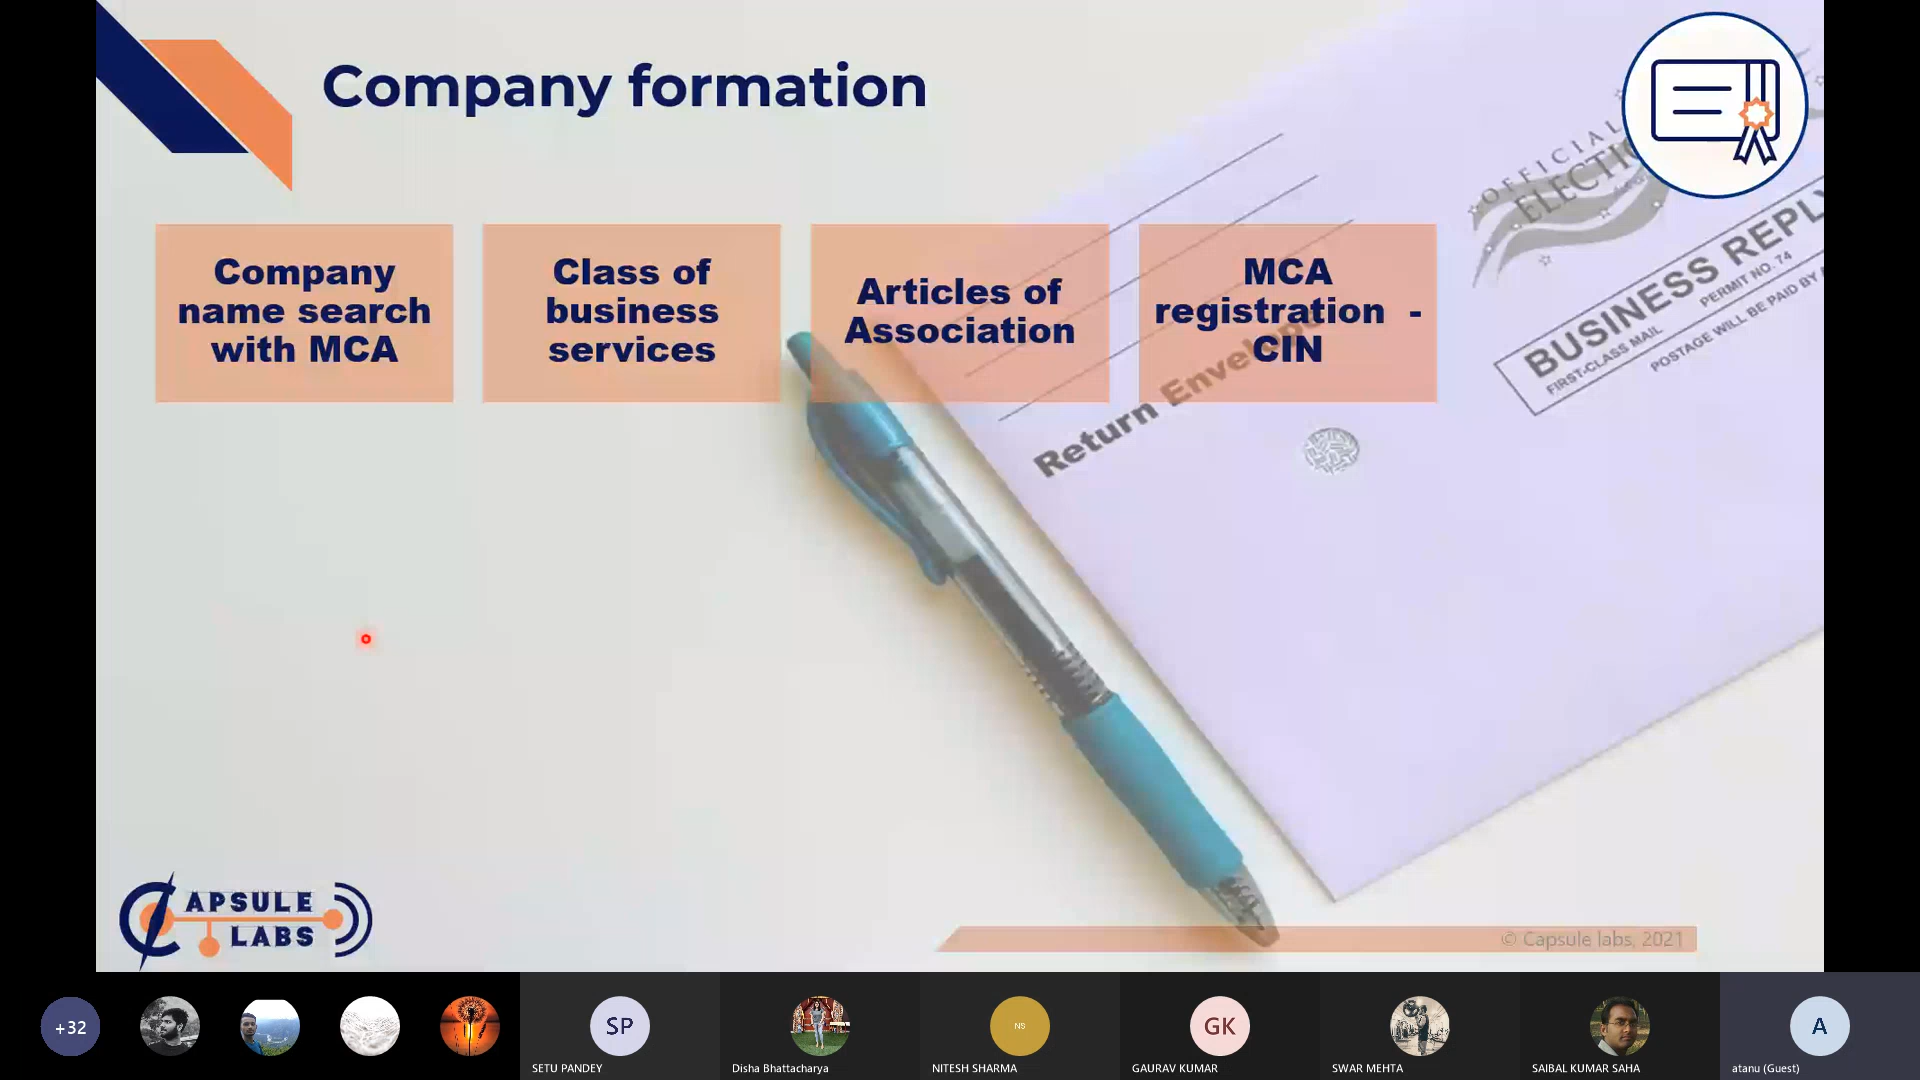 Company formation
Company
name search
with MCA
Class of
business
services
Articles of
Association
MCA
registration -
CIN
OFFICIAL
BUSINESS REPLY
PERMIT NO. 74
FIRST-CLASS MAIL
POSTAGE WILL BE PAID BY
Return Envelope
CAPSULE
LABS
© Capsule labs, 2021
+32
SP
NS
GK
A
SETU PANDEY
Disha Bhattacharya
NITESH SHARMA
GAURAV KUMAR
SWAR MEHTA
SAIBAL KUMAR SAHA
atanu (Guest)